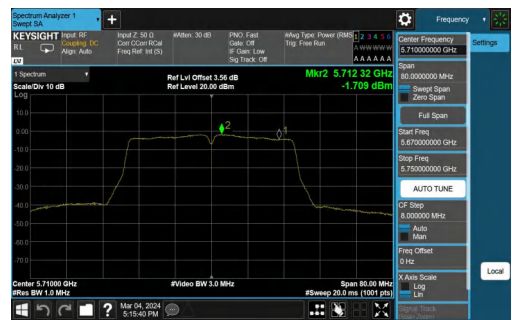 Spectrum Analyzer 1
Swept SA
Frequency
KEYSIGHT
RL
Input: RF
Coupling: DC
Align: Auto
Input Z: 50 Ω
Corr CCorr RCal
Freq Ref: Int (S)
#Atten: 30 dB
PNO: Fast
Gate: Off
IF Gain: Low
Sig Track: Off
#Avg Type: Power (RMS)
Trig: Free Run
1 2 3 4 5 6
A W W W W W
A A A A A A
1 Spectrum
Scale/Div 10 dB
Log
Ref Lvl Offset 3.56 dB
Ref Level 20.00 dBm
Mkr2 5.712 32 GHz
-1.709 dBm
2
1
10.0
0.00
-10.0
-20.0
-30.0
-40.0
-50.0
-60.0
-70.0
Center 5.71000 GHz
#Res BW 1.0 MHz
#Video BW 3.0 MHz
Span 80.00 MHz
#Sweep 20.0 ms (1001 pts)
Center Frequency
5.710000000 GHz
Settings
Span
80.0000000 MHz
Swept Span
Zero Span
Full Span
Start Freq
5.670000000 GHz
Stop Freq
5.750000000 GHz
AUTO TUNE
CF Step
8.000000 MHz
Auto
Man
Freq Offset
0 Hz
X Axis Scale
Log
Lin
Local
Signal Track
?
Mar 04, 2024
5:15:40 PM